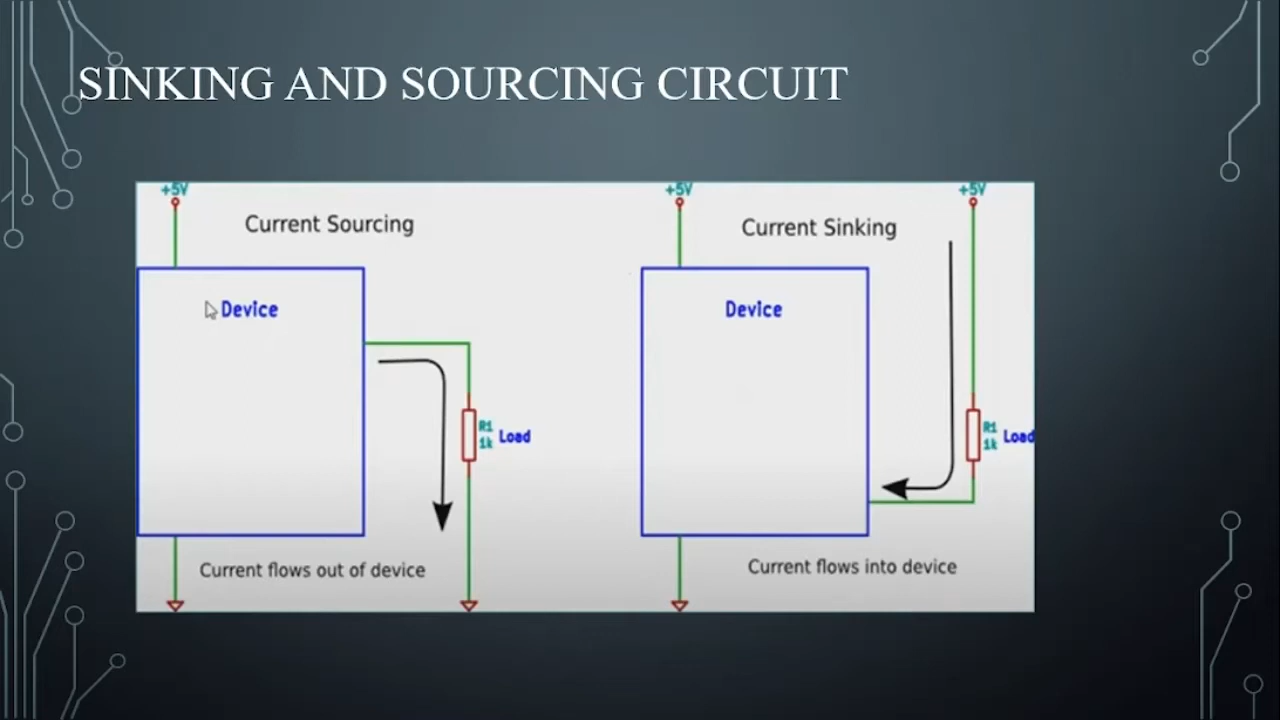 SINKING AND SOURCING CIRCUIT
+5V
Current Sourcing
Device
R1
1k
Load
Current flows out of device
+5V
+5V
Current Sinking
Device
R1
1k
Load
Current flows into device